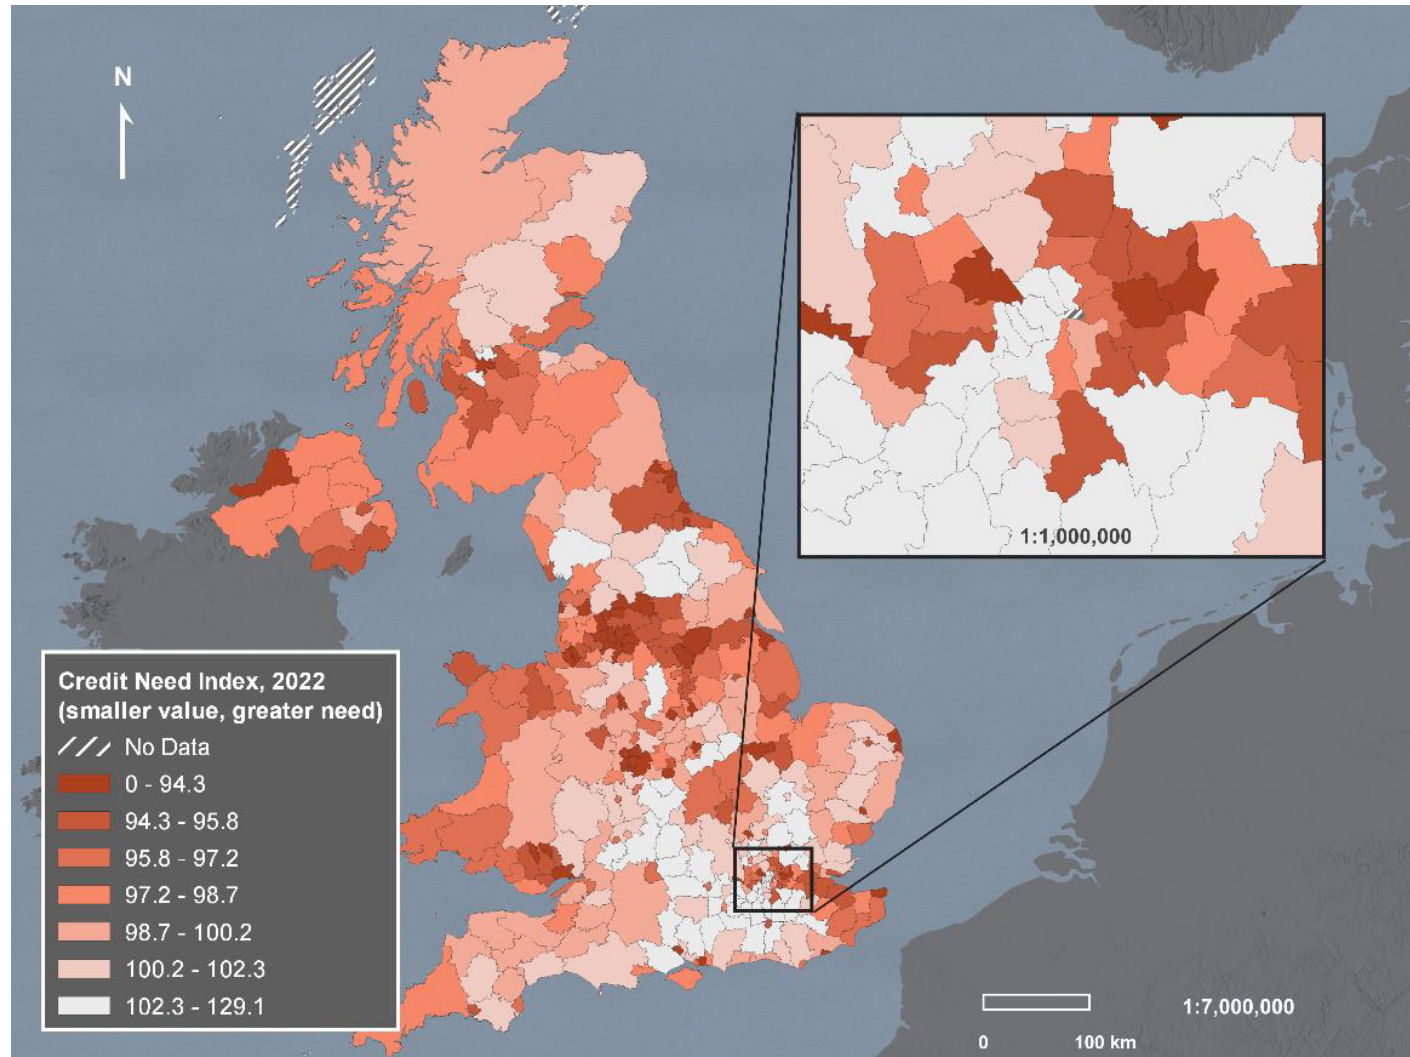 N
1:1,000,000
Credit Need Index, 2022
(smaller value, greater need)
No Data
0 - 94.3
94.3 - 95.8
95.8 - 97.2
97.2 - 98.7
98.7 - 100.2
100.2 - 102.3
102.3 - 129.1
1:7,000,000
0 100 km